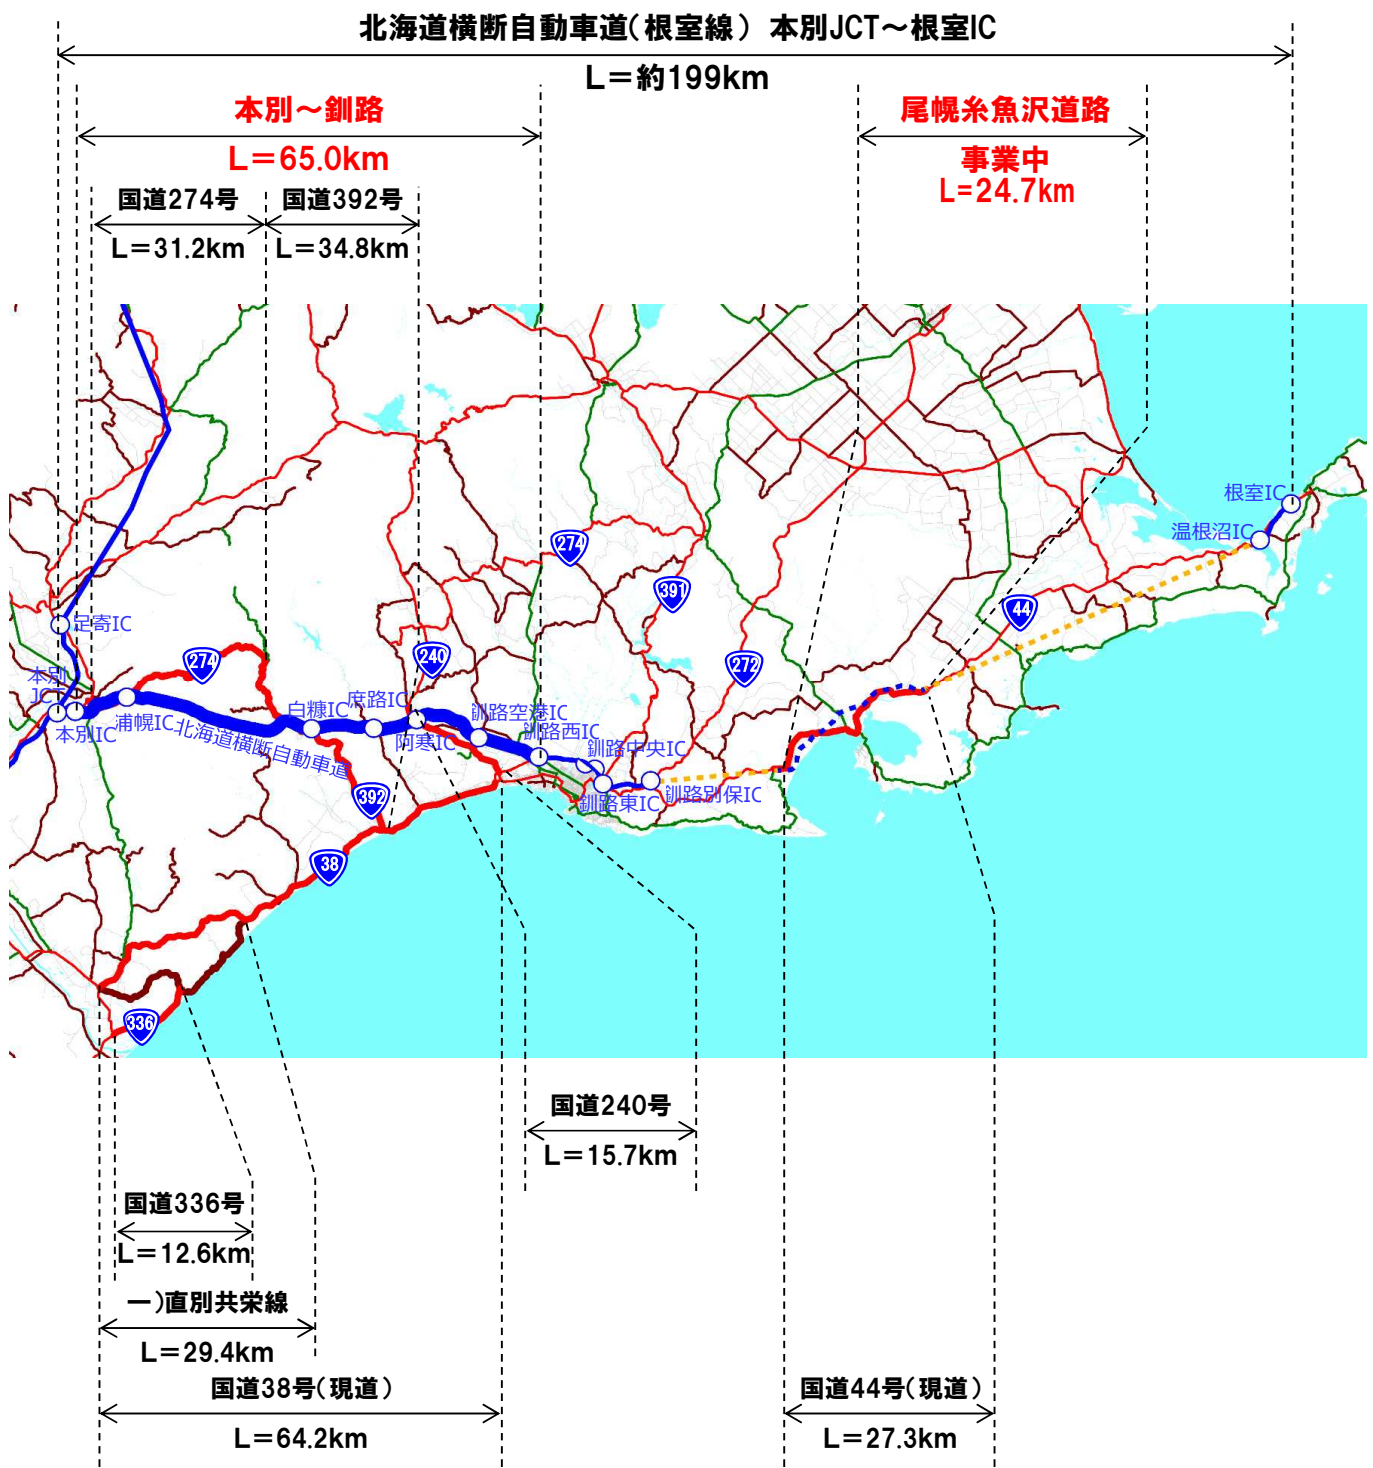 北海道横断自動車道(根室線) 本別JCT～根室IC
L＝約199km
本別～釧路
L＝65.0km
尾幌糸魚沢道路
事業中
L=24.7km
国道274号
L＝31.2km
国道392号
L＝34.8km
根室IC
温根沼IC
274
391
44
足寄IC
274
240
272
本別
JCT
本別IC
浦幌IC
北海道横断自動車道
白糠IC
庶路IC
阿寒IC
釧路空港IC
釧路西IC
釧路中央IC
釧路東IC
釧路別保IC
392
38
336
国道240号
L＝15.7km
国道336号
L＝12.6km
一)直別共栄線
L＝29.4km
国道38号(現道)
L＝64.2km
国道44号(現道)
L＝27.3km